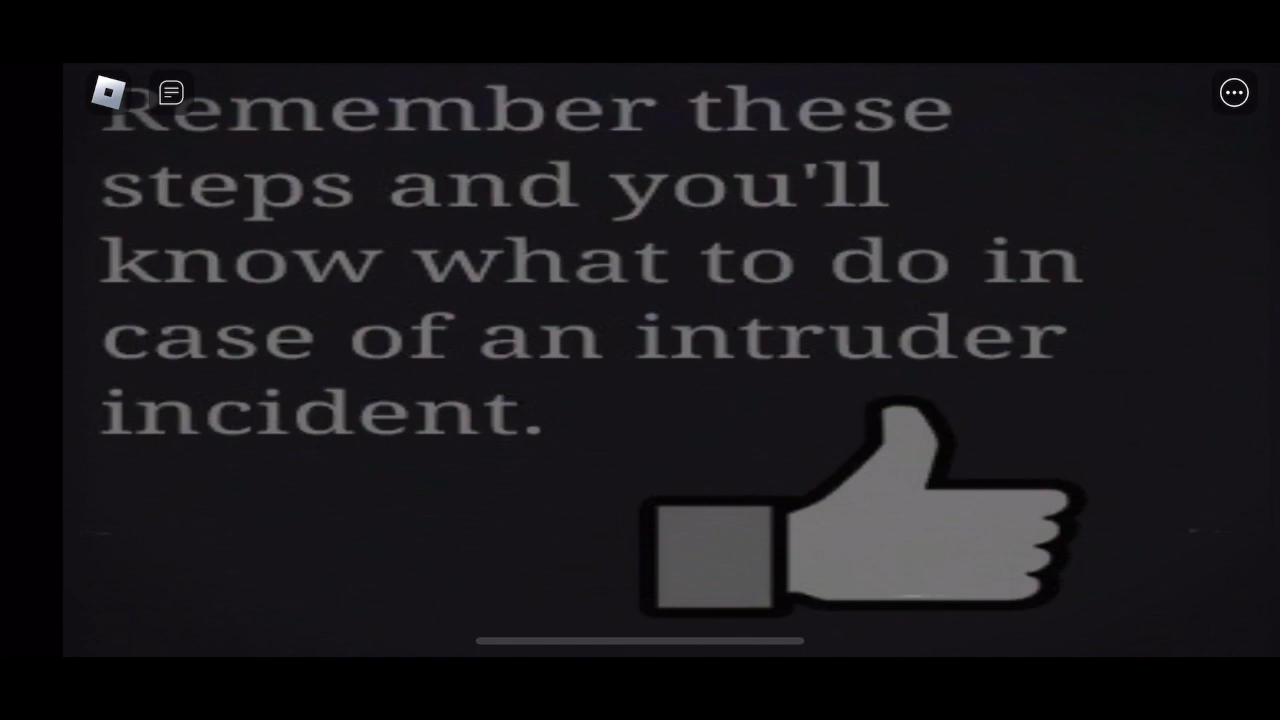 Remember these
steps and you'll
know what to do in
case of an intruder
incident.